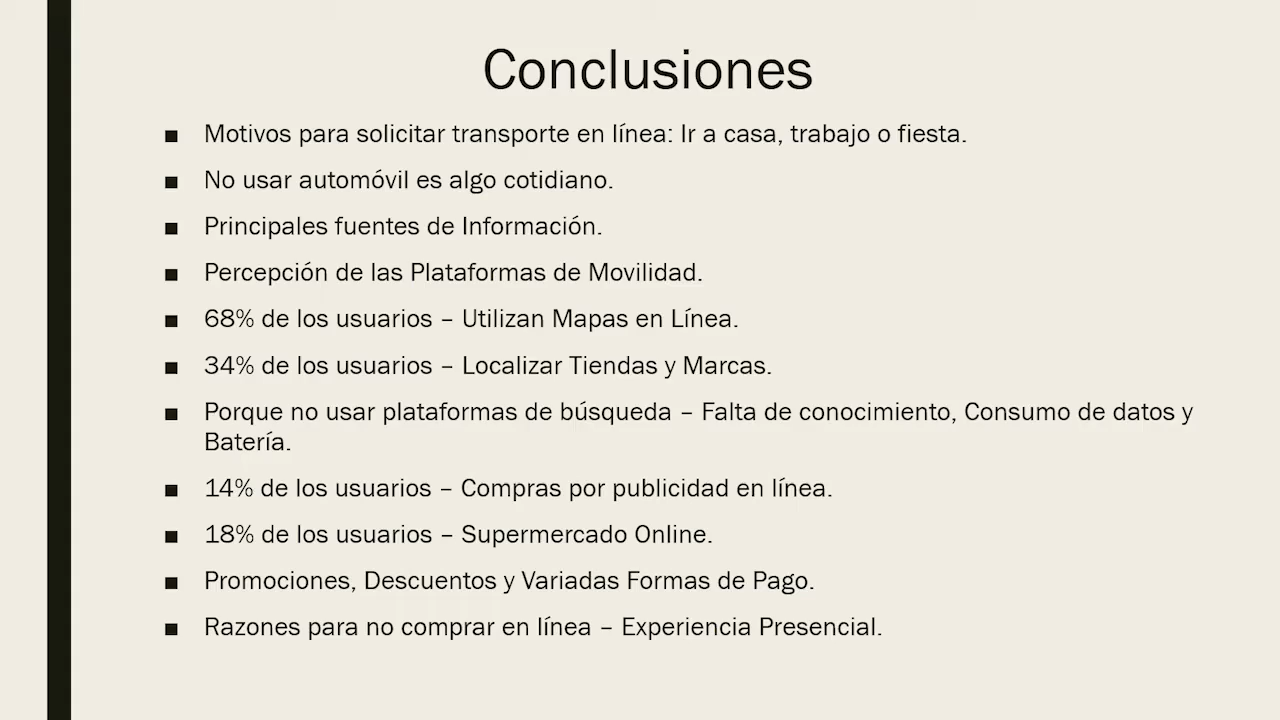 Conclusiones
■ Motivos para solicitar transporte en línea: Ir a casa, trabajo o fiesta.
■ No usar automóvil es algo cotidiano.
■ Principales fuentes de Información.
■ Percepción de las Plataformas de Movilidad.
■ 68% de los usuarios – Utilizan Mapas en Línea.
■ 34% de los usuarios – Localizar Tiendas y Marcas.
■ Porque no usar plataformas de búsqueda – Falta de conocimiento, Consumo de datos y
Batería.
■ 14% de los usuarios – Compras por publicidad en línea.
■ 18% de los usuarios – Supermercado Online.
■ Promociones, Descuentos y Variadas Formas de Pago.
■ Razones para no comprar en línea – Experiencia Presencial.